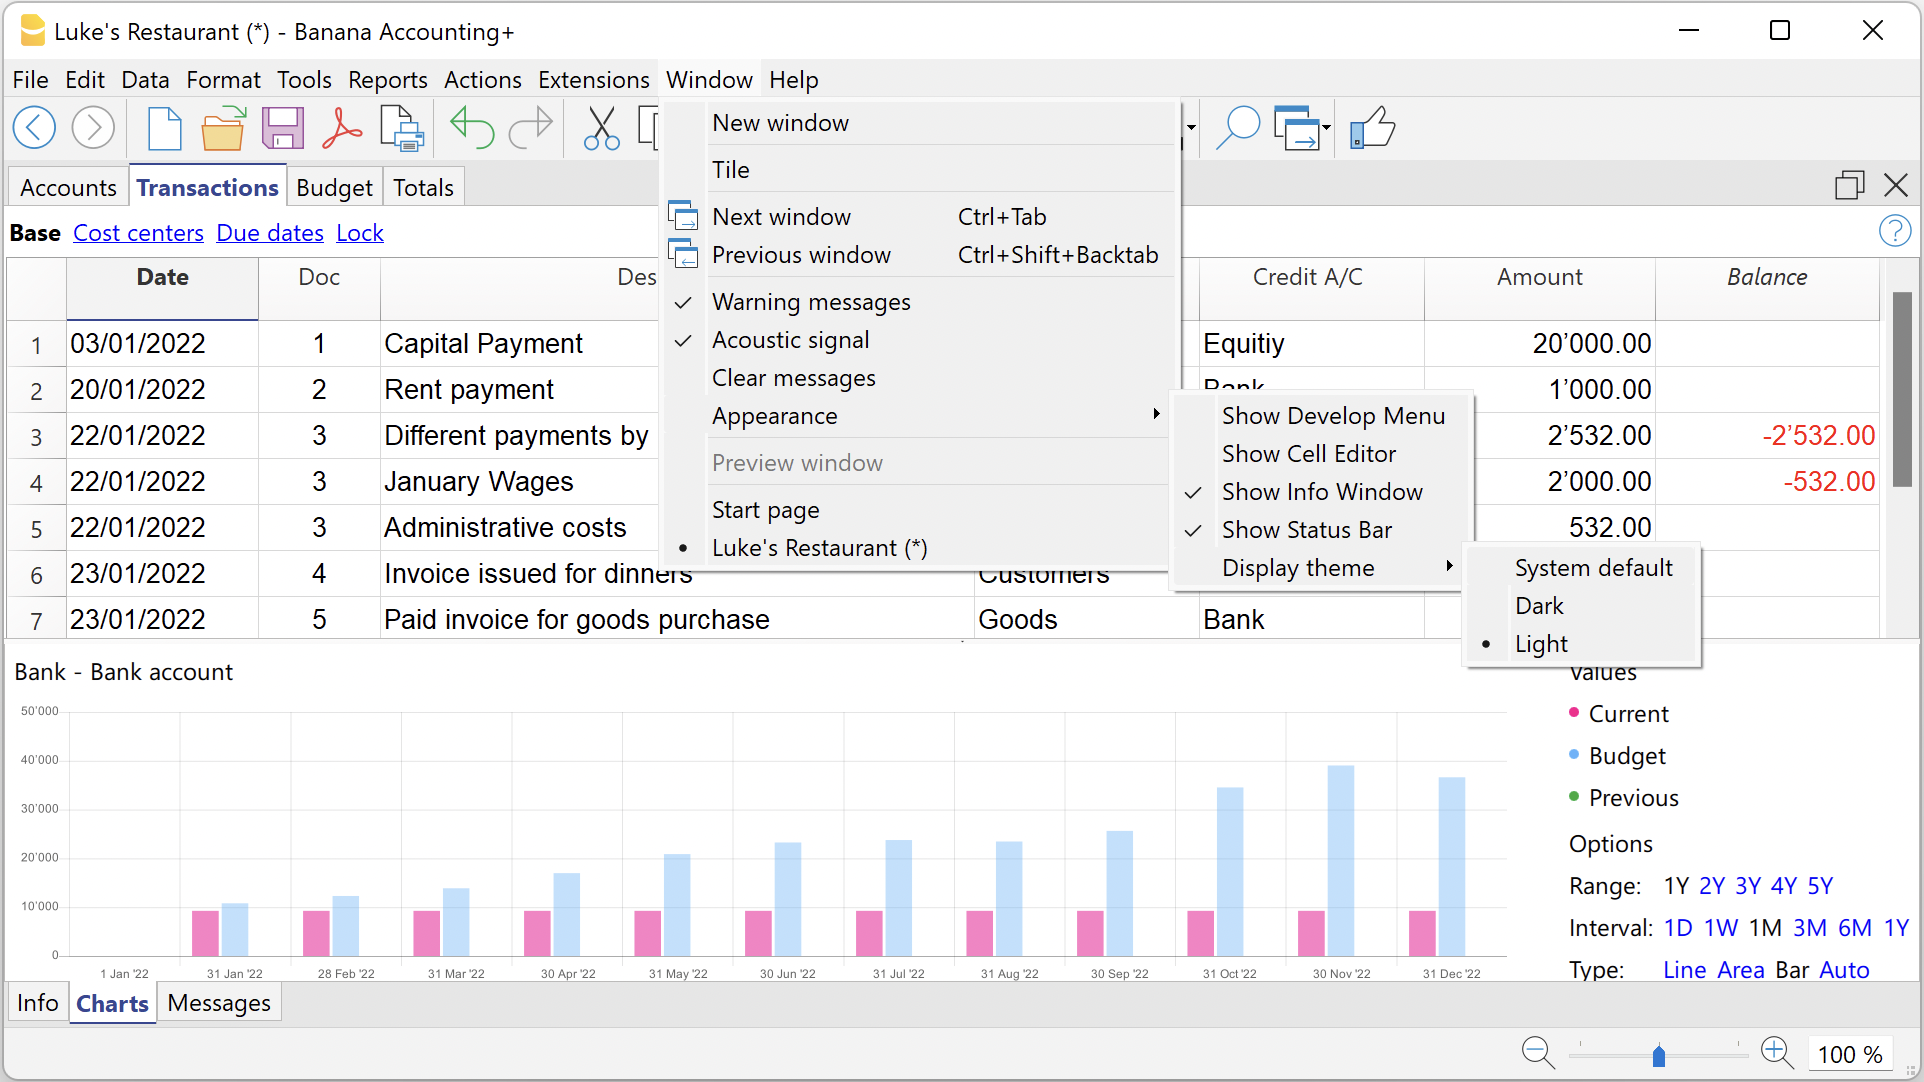 Luke's Restaurant (*) - Banana Accounting+
File Edit Data Format Tools Reports Actions Extensions Window Help
New window
Tile
Next window Ctrl+Tab
Previous window Ctrl+Shift+Backtab
Warning messages
Acoustic signal
Clear messages
Appearance
Preview window
Start page
Luke's Restaurant (*)
Show Develop Menu
Show Cell Editor
Show Info Window
Show Status Bar
Display theme
System default
Dark
Light
Accounts Transactions Budget Totals
Base Cost centers Due dates Lock
Date Doc Des Credit A/C Amount Balance
1 03/01/2022 1 Capital Payment Equitiy 20’000.00
2 20/01/2022 2 Rent payment Bank 1’000.00
3 22/01/2022 3 Different payments by 2’532.00 -2’532.00
4 22/01/2022 3 January Wages 2’000.00 -532.00
5 22/01/2022 3 Administrative costs 532.00
6 23/01/2022 4 Invoice issued for dinners Customers
7 23/01/2022 5 Paid invoice for goods purchase Goods Bank
Bank - Bank account
50'000
40'000
30'000
20'000
10'000
0
1 Jan '22 31 Jan '22 28 Feb '22 31 Mar '22 30 Apr '22 31 May '22 30 Jun '22 31 Jul '22 31 Aug '22 30 Sep '22 31 Oct '22 30 Nov '22 31 Dec '22
Values
Current
Budget
Previous
Options
Range: 1Y 2Y 3Y 4Y 5Y
Interval: 1D 1W 1M 3M 6M 1Y
Type: Line Area Bar Auto
Info Charts Messages
100 %